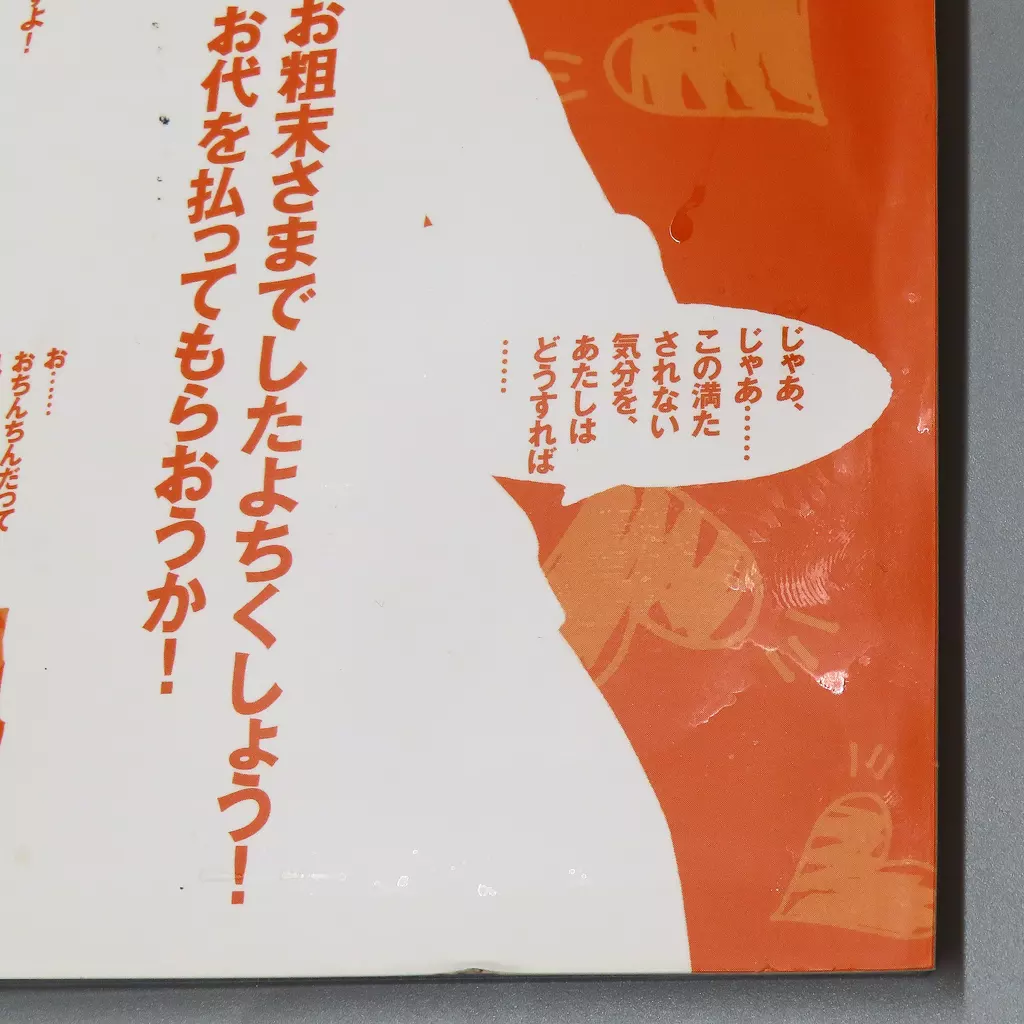 じゃあ、
じゃあ……
この満た
されない
気分を、
あたしは
どうすれば
……
お粗末さまでしたよちくしょう！
お代を払ってもらおうか！
よ！
お……
おちんちんだって